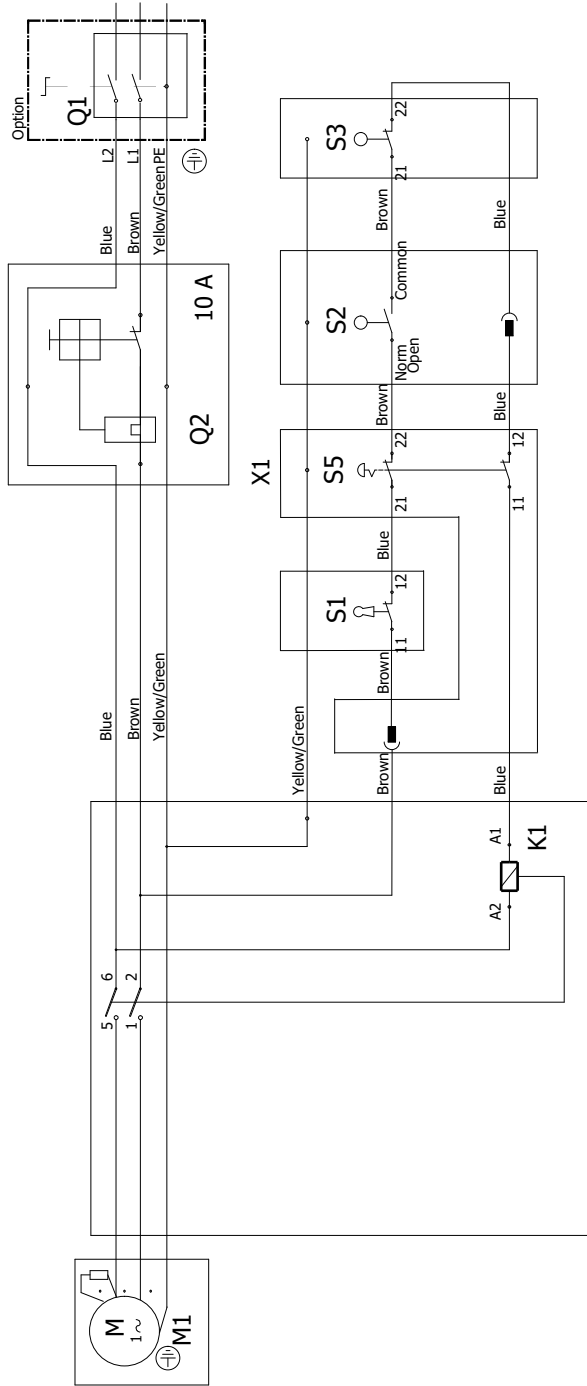 Option
Q1
L2
L1
PE
Blue
Brown
Yellow/Green
10 A
Q2
Blue
Brown
Yellow/Green
6
2
5
1
M
1~
M1
S3
22
21
Brown
Blue
S2
Common
Norm
Open
Brown
Blue
X1
S5
22
21
12
11
Blue
S1
12
11
Brown
Yellow/Green
Brown
Blue
A1
A2
K1